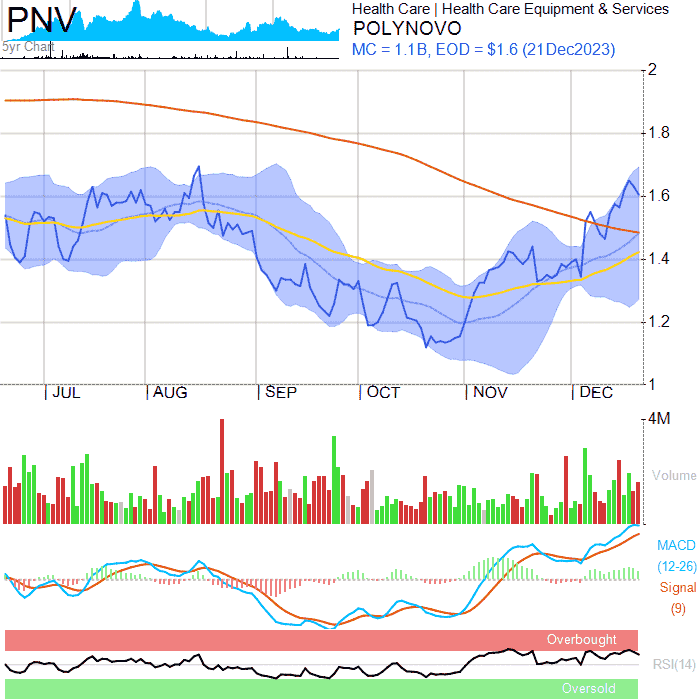 PNV
5yr Chart
Health Care | Health Care Equipment & Services
POLYNOVO
MC = 1.1B, EOD = $1.6 (21Dec2023)
2
1.8
1.6
1.4
1.2
1
| JUL | AUG | SEP | OCT | NOV | DEC
4M
Volume
MACD
(12-26)
Signal
(9)
Overbought
RSI(14)
Oversold